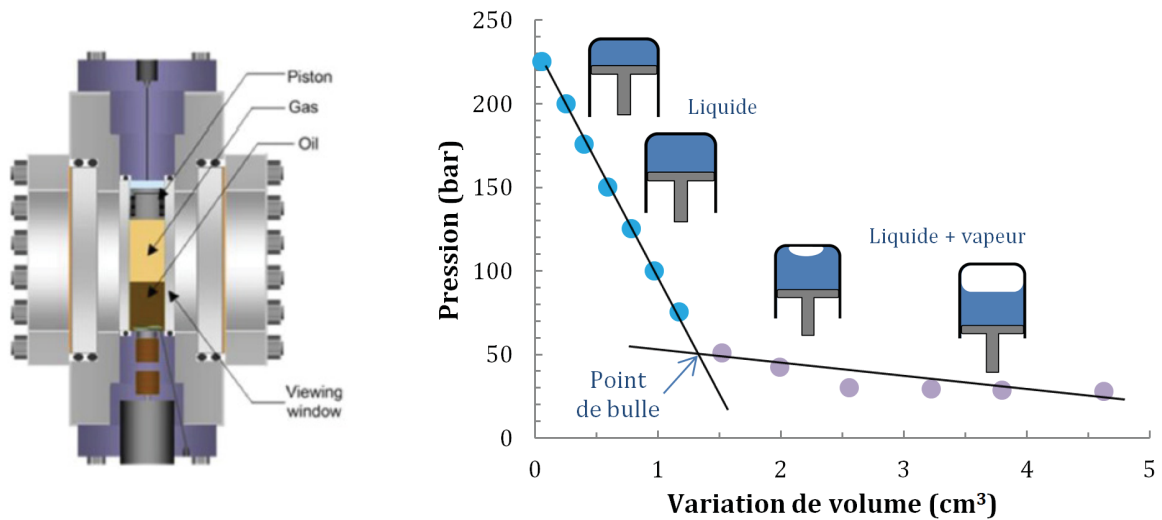 Piston
Gas
Oil
Viewing
window
Pression (bar)
250
200
150
100
50
0
Liquide
Liquide + vapeur
Point
de bulle
0 1 2 3 4 5
Variation de volume (cm³)